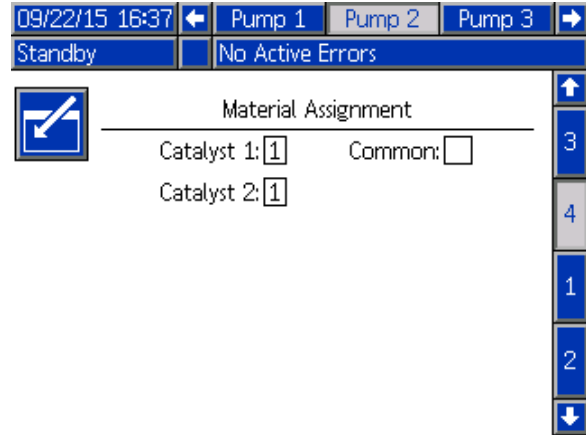 09/22/15 16:37 Pump 1 Pump 2 Pump 3
Standby No Active Errors
Material Assignment
Catalyst 1: 1 Common:
Catalyst 2: 1
3
4
1
2